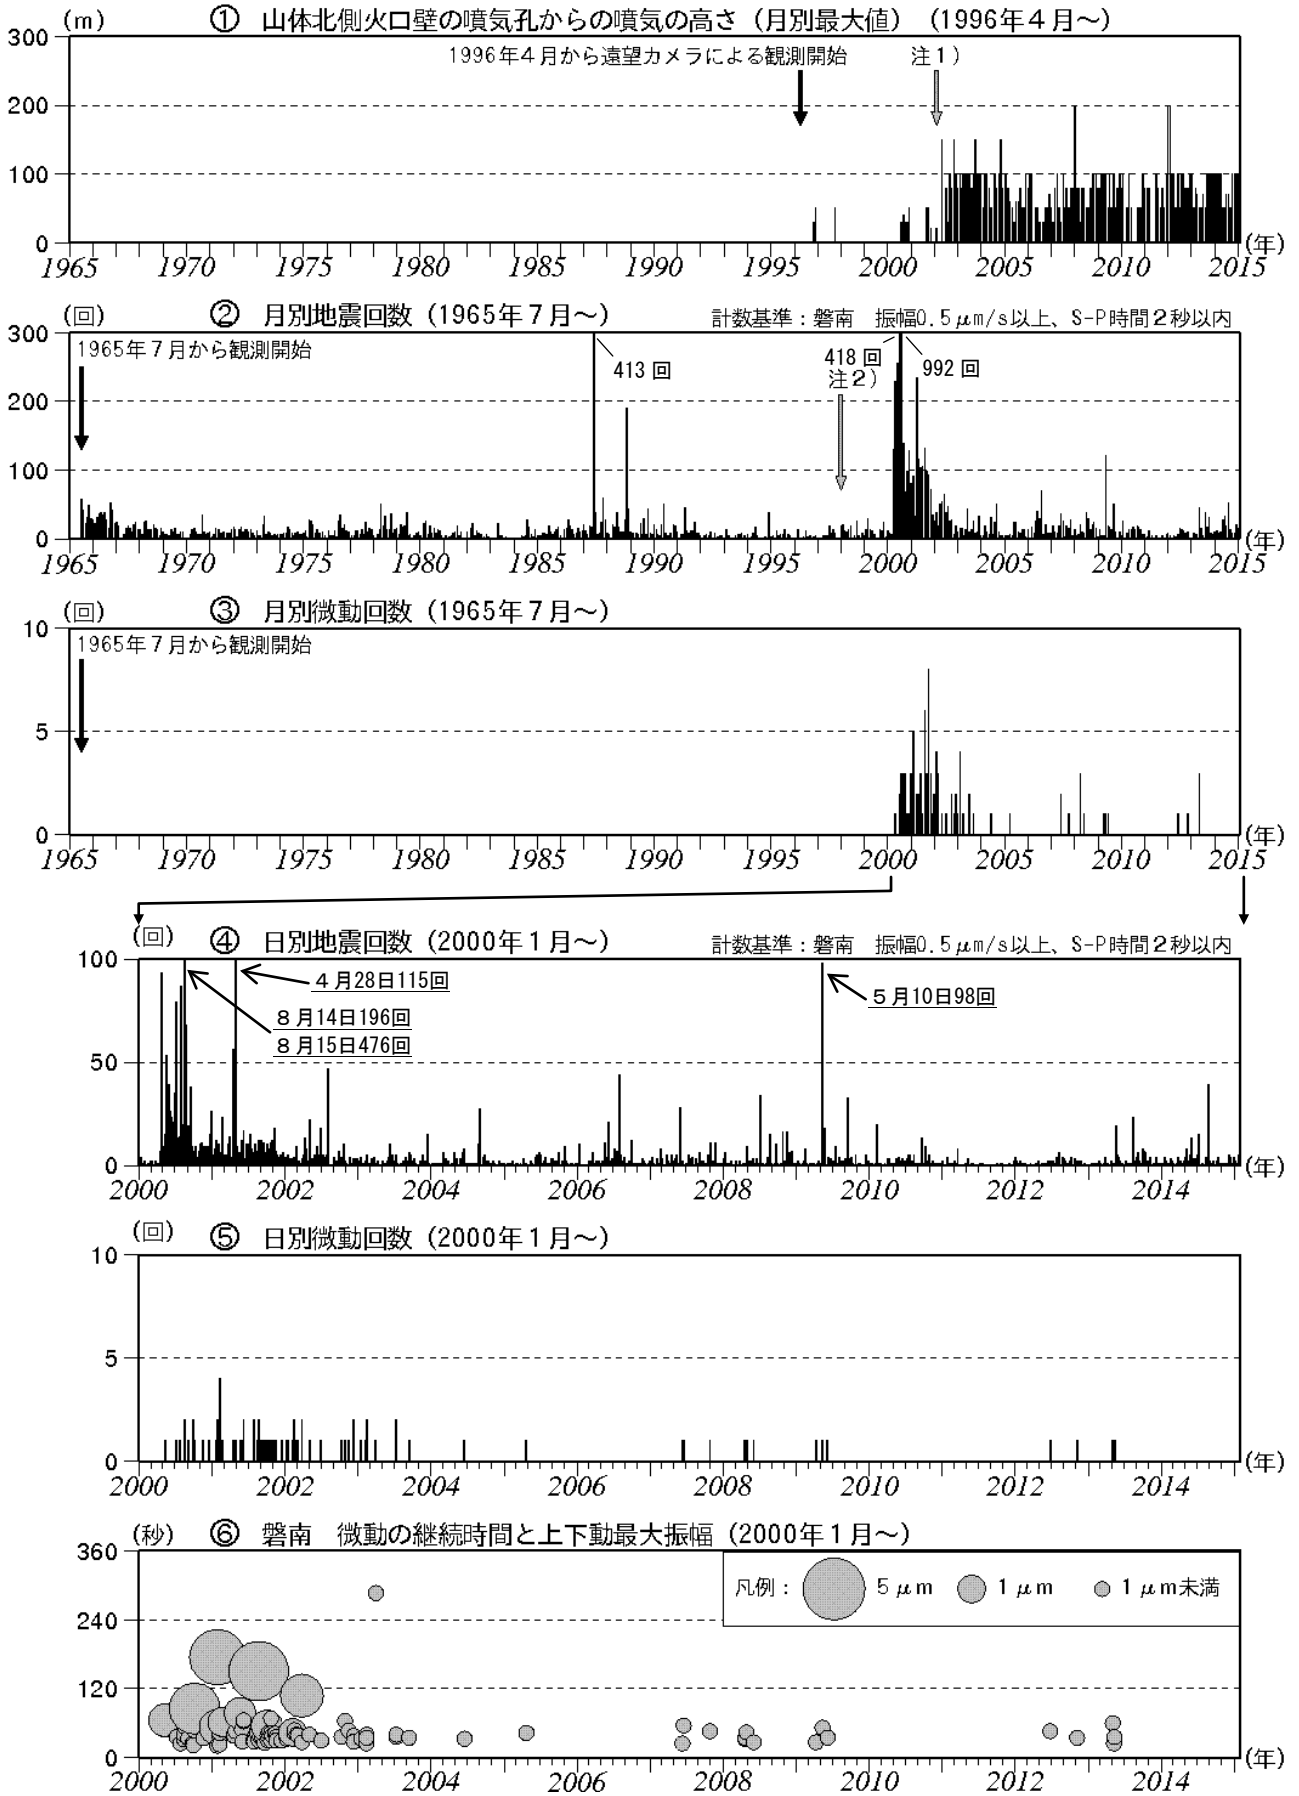 (m) ① 山体北側火口壁の噴気孔からの噴気の高さ（月別最大値）（1996年４月～）
300
1996年４月から遠望カメラによる観測開始 注１）
200
100
0
(年)
1965 1970 1975 1980 1985 1990 1995 2000 2005 2010 2015
(回) ② 月別地震回数（1965年７月～） 計数基準：磐南 振幅0.5μm/s以上、S-P時間２秒以内
300
1965年７月から観測開始
413 回
418 回
992 回
注２）
200
100
0
(年)
1965 1970 1975 1980 1985 1990 1995 2000 2005 2010 2015
(回) ③ 月別微動回数（1965年７月～）
10
1965年７月から観測開始
5
0
(年)
1965 1970 1975 1980 1985 1990 1995 2000 2005 2010 2015
(回) ④ 日別地震回数（2000年１月～） 計数基準：磐南 振幅0.5μm/s以上、S-P時間２秒以内
100
４月28日115回
５月10日98回
８月14日196回
８月15日476回
50
0
(年)
2000 2002 2004 2006 2008 2010 2012 2014
(回) ⑤ 日別微動回数（2000年１月～）
10
5
0
(年)
2000 2002 2004 2006 2008 2010 2012 2014
(秒) ⑥ 磐南 微動の継続時間と上下動最大振幅（2000年１月～）
360
凡例： 5μm 1μm 1μm未満
240
120
0
(年)
2000 2002 2004 2006 2008 2010 2012 2014